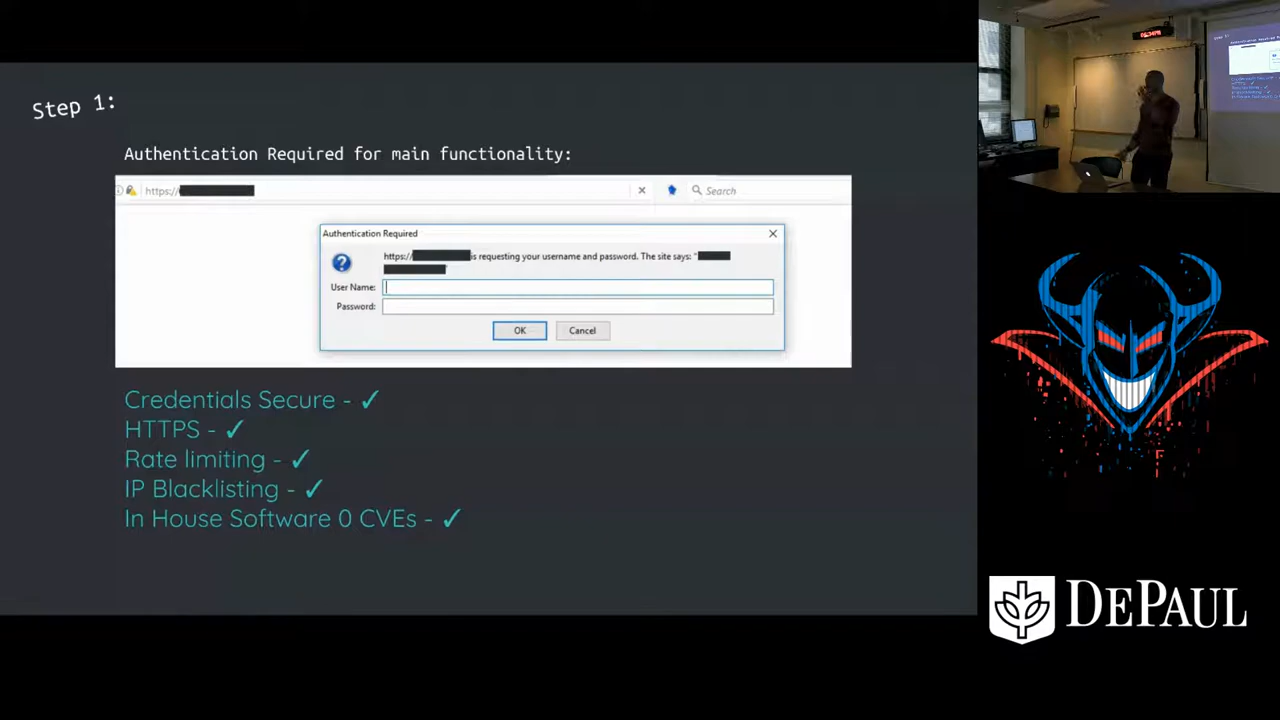 Step 1:
Authentication Required for main functionality:
https://
Search
Authentication Required
https:// is requesting your username and password. The site says: "
"
User Name:
Password:
OK
Cancel
Credentials Secure - ✓
HTTPS - ✓
Rate limiting - ✓
IP Blacklisting - ✓
In House Software 0 CVEs - ✓
DEPAUL